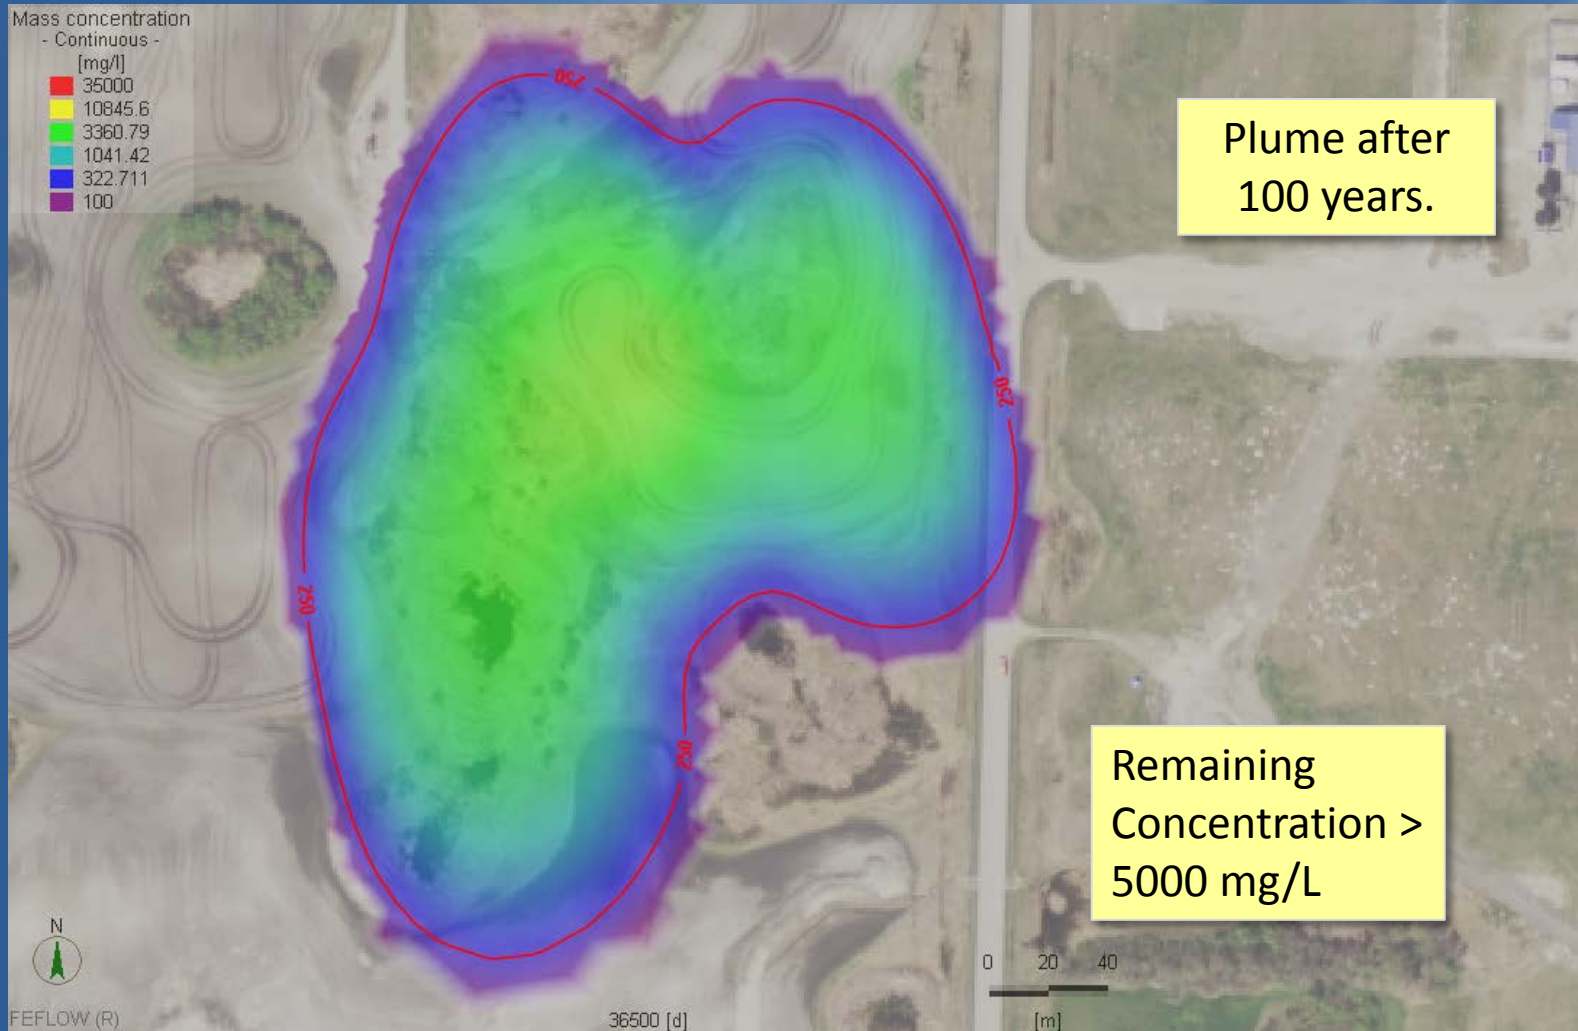 Mass concentration
- Continuous -
[mg/l]
35000
10845.6
3360.79
1041.42
322.711
100
Plume after
100 years.
250
250
250
250
Remaining
Concentration >
5000 mg/L
N
0 20 40
[m]
FEFLOW (R)
36500 [d]